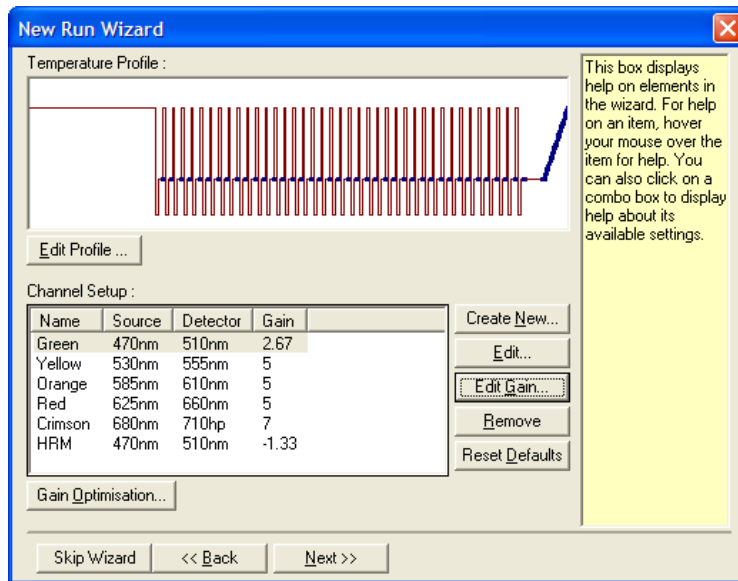 New Run Wizard
Temperature Profile :
Edit Profile ...
Channel Setup :
Name Source Detector Gain
Green 470nm 510nm 2.67
Yellow 530nm 555nm 5
Orange 585nm 610nm 5
Red 625nm 660nm 5
Crimson 680nm 710hp 7
HRM 470nm 510nm -1.33
Create New...
Edit...
Edit Gain...
Remove
Reset Defaults
Gain Optimisation...
Skip Wizard << Back Next >>
This box displays
help on elements in
the wizard. For help
on an item, hover
your mouse over the
item for help. You
can also click on a
combo box to display
help about its
available settings.